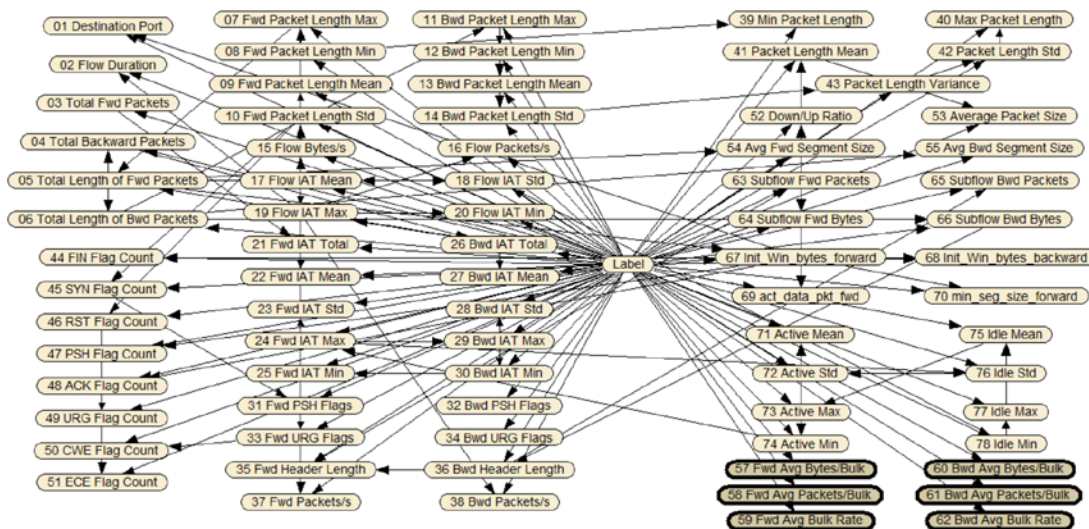 01 Destination Port
02 Flow Duration
03 Total Fwd Packets
04 Total Backward Packets
05 Total Length of Fwd Packets
06 Total Length of Bwd Packets
44 FIN Flag Count
45 SYN Flag Count
46 RST Flag Count
47 PSH Flag Count
48 ACK Flag Count
49 URG Flag Count
50 CWE Flag Count
51 ECE Flag Count
07 Fwd Packet Length Max
08 Fwd Packet Length Min
09 Fwd Packet Length Mean
10 Fwd Packet Length Std
15 Flow Bytes/s
17 Flow IAT Mean
19 Flow IAT Max
21 Fwd IAT Total
22 Fwd IAT Mean
23 Fwd IAT Std
24 Fwd IAT Max
25 Fwd IAT Min
31 Fwd PSH Flags
33 Fwd URG Flags
35 Fwd Header Length
37 Fwd Packets/s
11 Bwd Packet Length Max
12 Bwd Packet Length Min
13 Bwd Packet Length Mean
14 Bwd Packet Length Std
16 Flow Packets/s
18 Flow IAT Std
20 Flow IAT Min
26 Bwd IAT Total
27 Bwd IAT Mean
28 Bwd IAT Std
29 Bwd IAT Max
30 Bwd IAT Min
32 Bwd PSH Flags
34 Bwd URG Flags
36 Bwd Header Length
38 Bwd Packets/s
Label
39 Min Packet Length
41 Packet Length Mean
43 Packet Length Variance
52 Down/Up Ratio
54 Avg Fwd Segment Size
63 Subflow Fwd Packets
64 Subflow Fwd Bytes
67 Init_Win_bytes_forward
69 act_data_pkt_fwd
71 Active Mean
72 Active Std
73 Active Max
74 Active Min
57 Fwd Avg Bytes/Bulk
58 Fwd Avg Packets/Bulk
59 Fwd Avg Bulk Rate
40 Max Packet Length
42 Packet Length Std
53 Average Packet Size
55 Avg Bwd Segment Size
65 Subflow Bwd Packets
66 Subflow Bwd Bytes
68 Init_Win_bytes_backward
70 min_seg_size_forward
75 Idle Mean
76 Idle Std
77 Idle Max
78 Idle Min
60 Bwd Avg Bytes/Bulk
61 Bwd Avg Packets/Bulk
62 Bwd Avg Bulk Rate